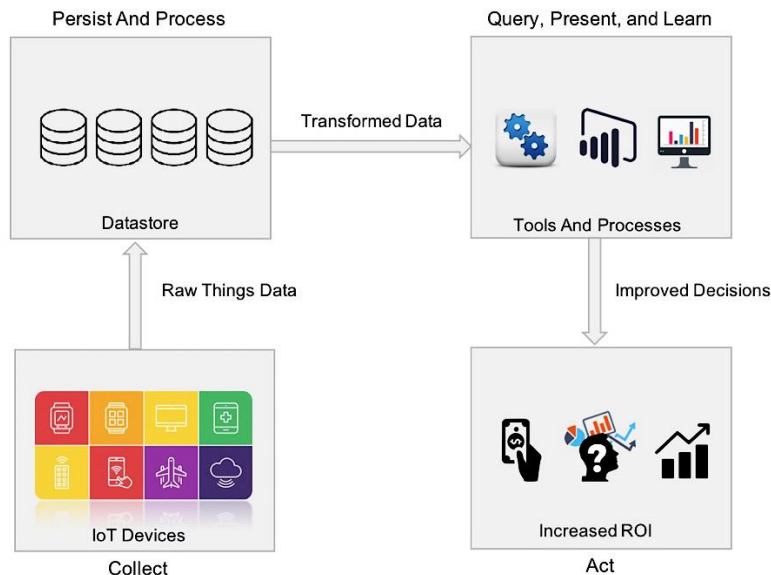 Persist And Process
Query, Present, and Learn
Transformed Data
Datastore
Tools And Processes
Raw Things Data
Improved Decisions
IoT Devices
Increased ROI
Collect
Act